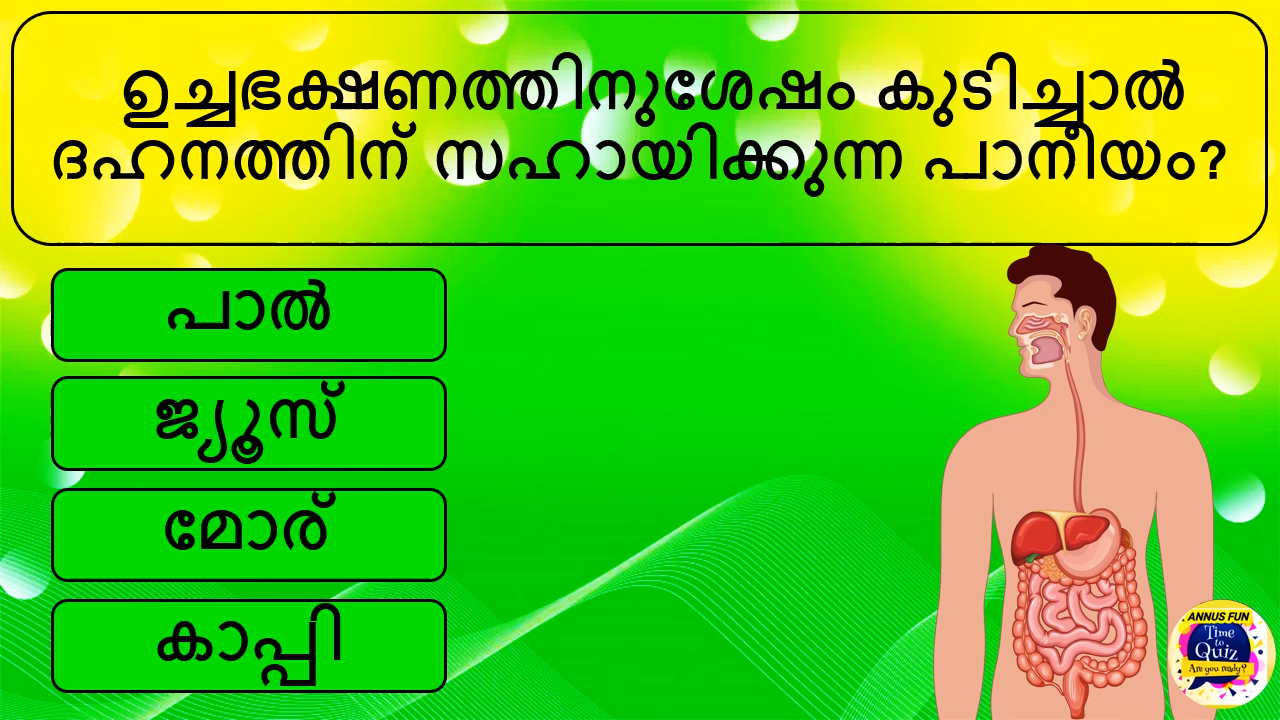 ഉച്ചഭക്ഷണത്തിനുശേഷം കുടിച്ചാൽ
ദഹനത്തിന് സഹായിക്കുന്ന പാനീയം?
പാൽ
ജ്യൂസ്
മോര്
കാപ്പി
ANNUS FUN
Time
to
Quiz
Are you ready?